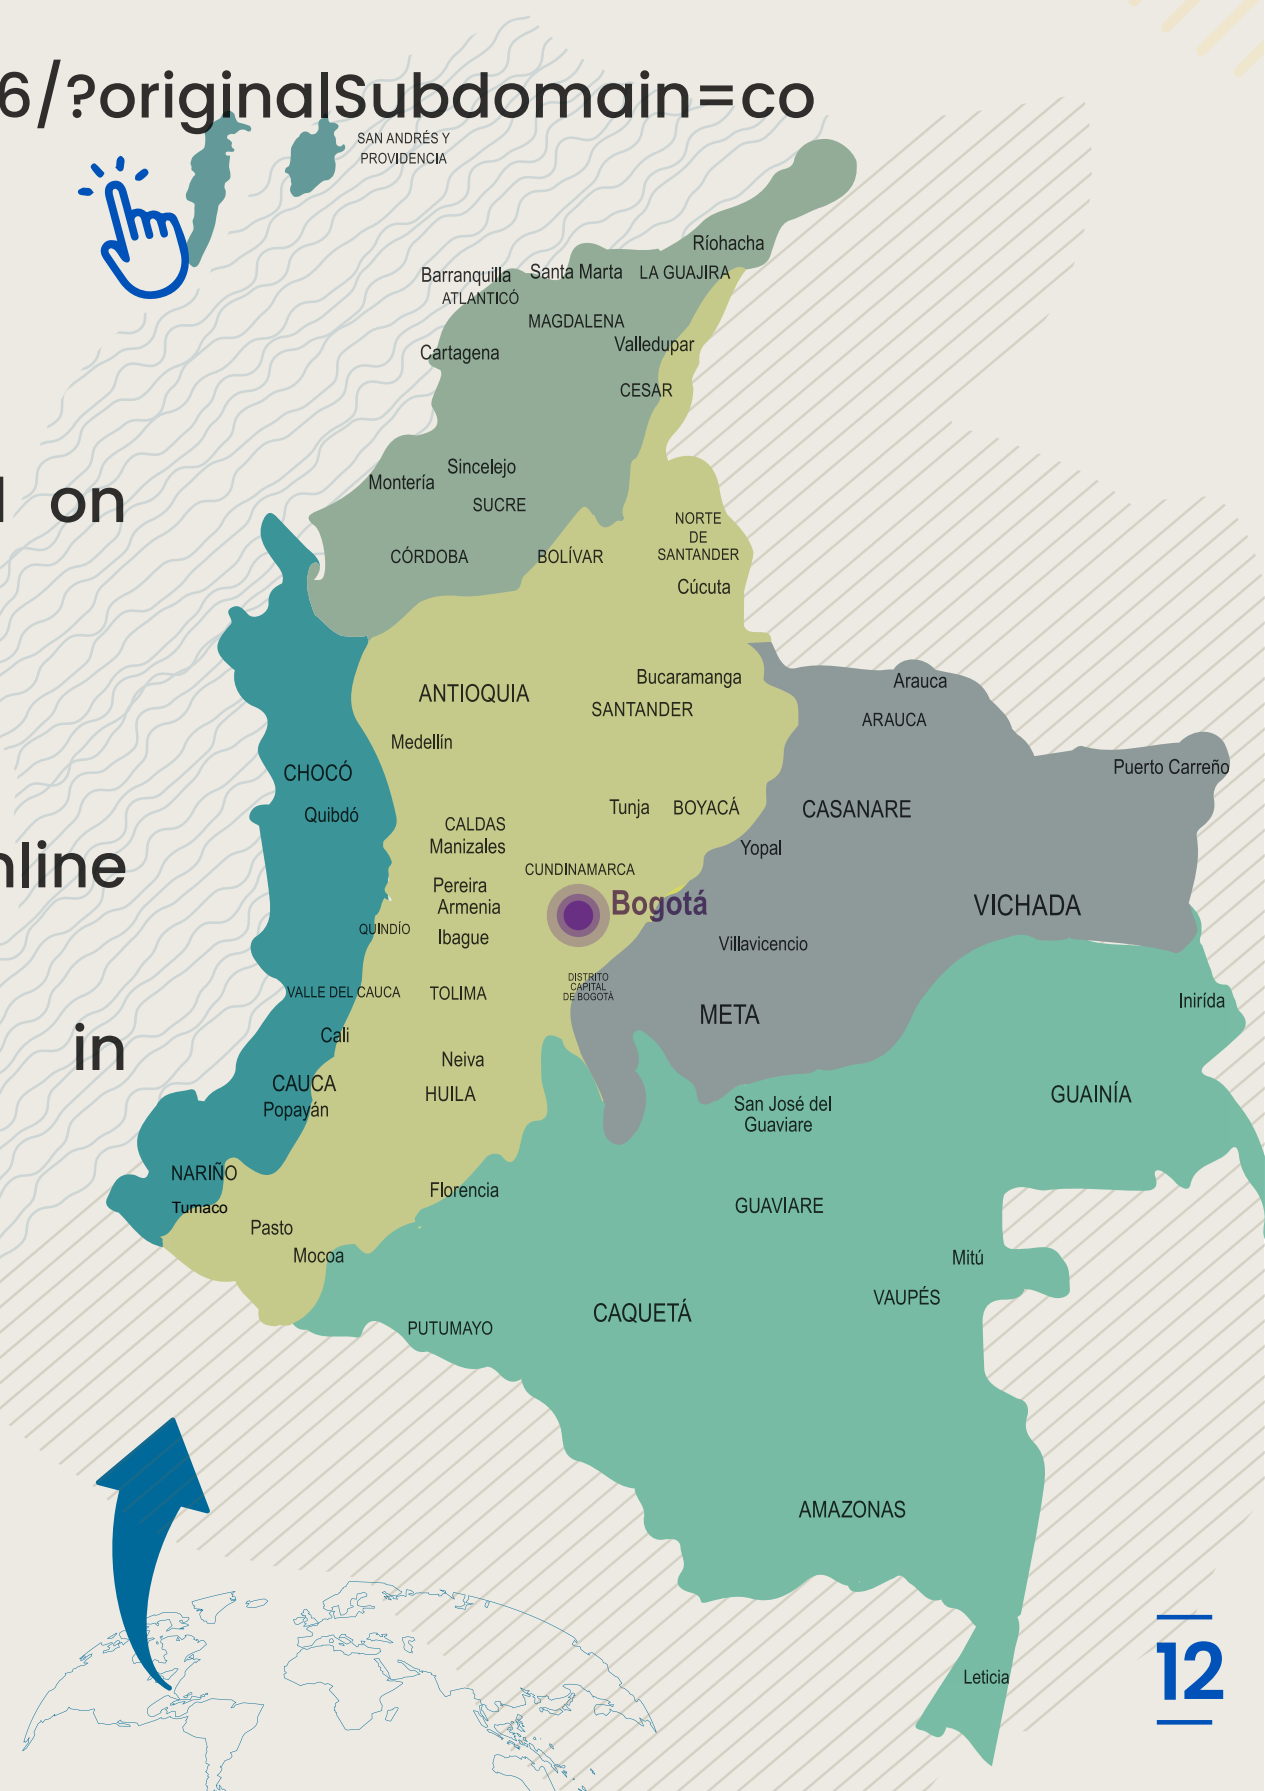 6/?originalSubdomain=co
SAN ANDRÉS Y
PROVIDENCIA
Ríohacha
Barranquilla
Santa Marta
LA GUAJIRA
ATLANTICÓ
MAGDALENA
Valledupar
Cartagena
CESAR
Sincelejo
Montería
on
SUCRE
NORTE
DE
SANTANDER
CÓRDOBA
BOLÍVAR
Cúcuta
Bucaramanga
Arauca
ANTIOQUIA
SANTANDER
ARAUCA
Medellín
CHOCÓ
Puerto Carreño
Quibdó
Tunja
BOYACÁ
CASANARE
CALDAS
Manizales
Yopal
nline
CUNDINAMARCA
Pereira
Armenia
Bogotá
VICHADA
QUINDÍO
Ibague
Villavicencio
DISTRITO
CAPITAL
DE BOGOTÁ
VALLE DEL CAUCA
TOLIMA
META
Inirída
Cali
in
Neiva
CAUCA
HUILA
GUAINÍA
Popayán
San José del
Guaviare
NARIÑO
Florencia
Tumaco
GUAVIARE
Pasto
Mocoa
Mitú
VAUPÉS
CAQUETÁ
PUTUMAYO
AMAZONAS
Leticia
12